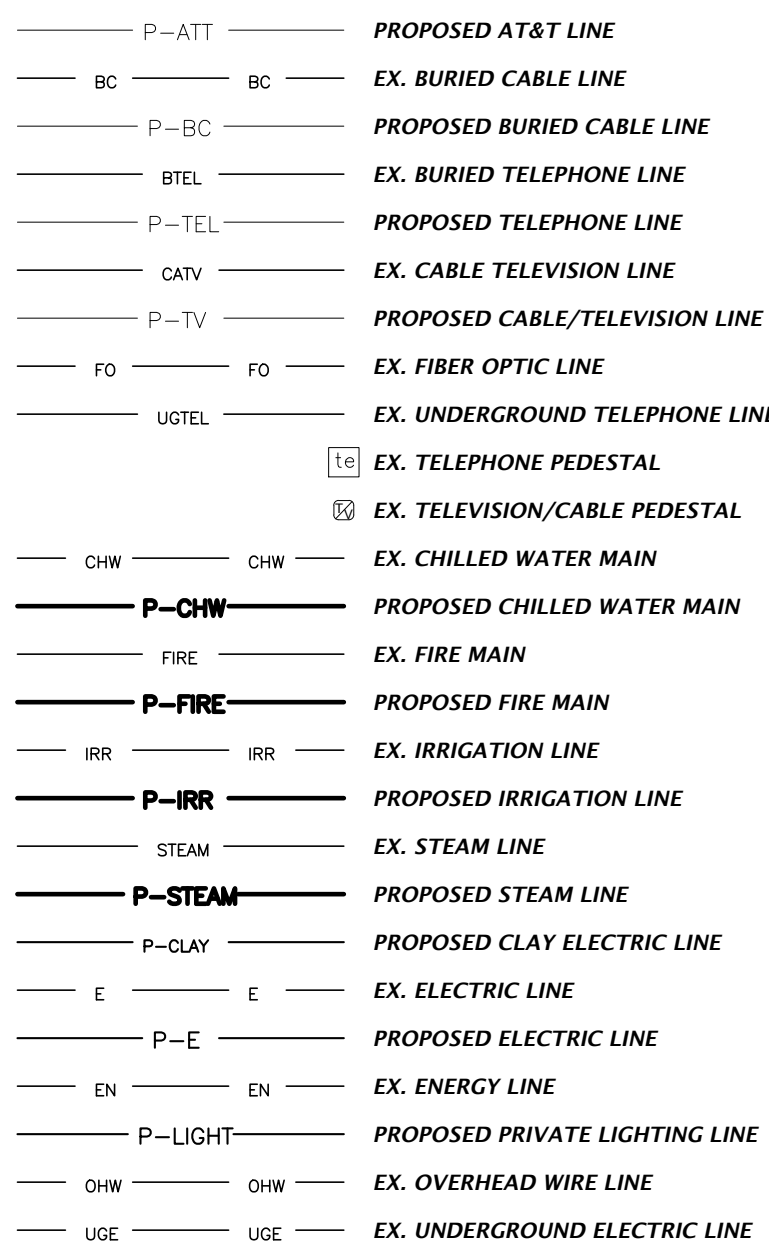 P-ATT PROPOSED AT&T LINE
BC BC EX. BURIED CABLE LINE
P-BC PROPOSED BURIED CABLE LINE
BTEL EX. BURIED TELEPHONE LINE
P-TEL PROPOSED TELEPHONE LINE
CATV EX. CABLE TELEVISION LINE
P-TV PROPOSED CABLE/TELEVISION LINE
FO FO EX. FIBER OPTIC LINE
UGTEL EX. UNDERGROUND TELEPHONE LINE
te EX. TELEPHONE PEDESTAL
TV EX. TELEVISION/CABLE PEDESTAL
CHW CHW EX. CHILLED WATER MAIN
P-CHW PROPOSED CHILLED WATER MAIN
FIRE EX. FIRE MAIN
P-FIRE PROPOSED FIRE MAIN
IRR IRR EX. IRRIGATION LINE
P-IRR PROPOSED IRRIGATION LINE
STEAM EX. STEAM LINE
P-STEAM PROPOSED STEAM LINE
P-CLAY PROPOSED CLAY ELECTRIC LINE
E E EX. ELECTRIC LINE
P-E PROPOSED ELECTRIC LINE
EN EN EX. ENERGY LINE
P-LIGHT PROPOSED PRIVATE LIGHTING LINE
OHW OHW EX. OVERHEAD WIRE LINE
UGE UGE EX. UNDERGROUND ELECTRIC LINE